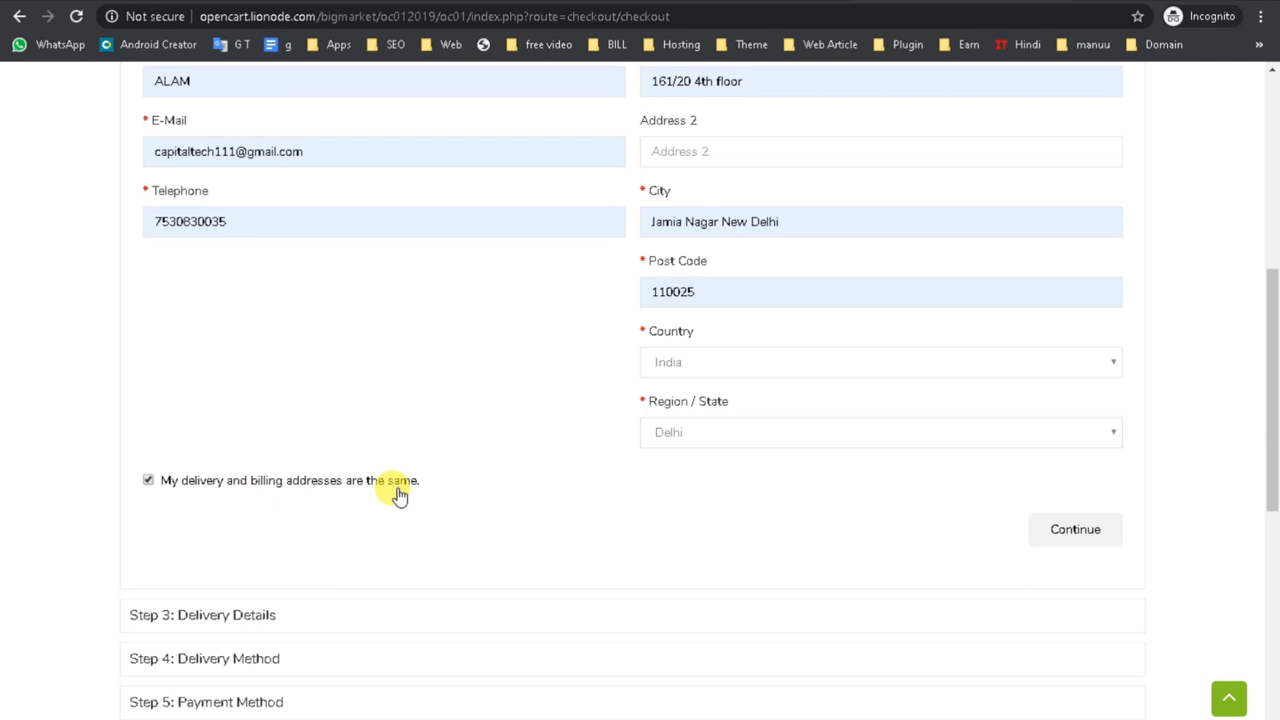 Not secure opencart.lionode.com/bigmarket/oc012019/oc01/index.php?route=checkout/checkout Incognito
WhatsApp Android Creator G T g Apps SEO Web free video BILL Hosting Theme Web Article Plugin Earn IT Hindi manuu Domain »
ALAM 161/20 4th floor
* E-Mail Address 2
capitaltech111@gmail.com Address 2
* Telephone * City
7530830035 Jamia Nagar New Delhi
* Post Code
110025
* Country
India
* Region / State
Delhi
My delivery and billing addresses are the same.
Continue
Step 3: Delivery Details
Step 4: Delivery Method
Step 5: Payment Method